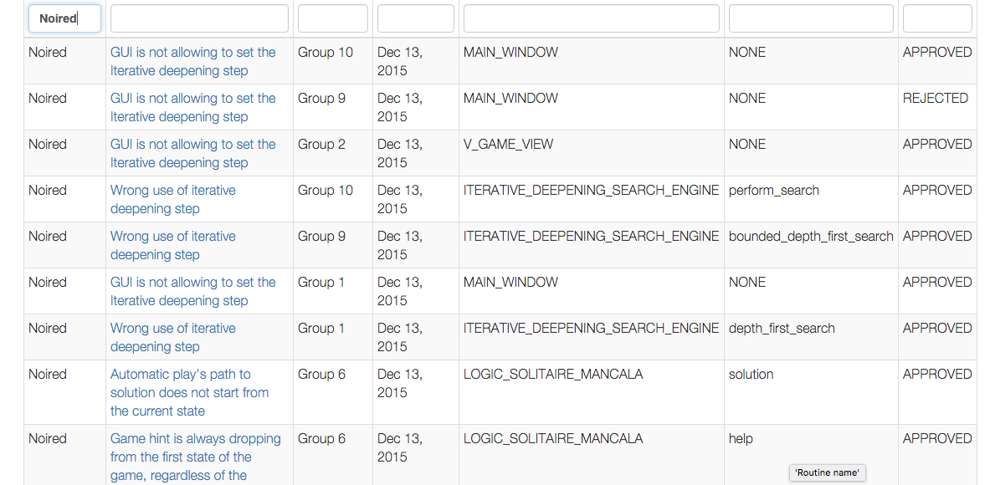 Noired
Noired GUI is not allowing to set the Group 10 Dec 13, MAIN_WINDOW NONE APPROVED
Iterative deepening step 2015
Noired GUI is not allowing to set the Group 9 Dec 13, MAIN_WINDOW NONE REJECTED
Iterative deepening step 2015
Noired GUI is not allowing to set the Group 2 Dec 13, V_GAME_VIEW NONE APPROVED
Iterative deepening step 2015
Noired Wrong use of iterative Group 10 Dec 13, ITERATIVE_DEEPENING_SEARCH_ENGINE perform_search APPROVED
deepening step 2015
Noired Wrong use of iterative Group 9 Dec 13, ITERATIVE_DEEPENING_SEARCH_ENGINE bounded_depth_first_search APPROVED
deepening step 2015
Noired GUI is not allowing to set the Group 1 Dec 13, MAIN_WINDOW NONE APPROVED
Iterative deepening step 2015
Noired Wrong use of iterative Group 1 Dec 13, ITERATIVE_DEEPENING_SEARCH_ENGINE depth_first_search APPROVED
deepening step 2015
Noired Automatic play's path to Group 6 Dec 13, LOGIC_SOLITAIRE_MANCALA solution APPROVED
solution does not start from 2015
the current state
Noired Game hint is always dropping Group 6 Dec 13, LOGIC_SOLITAIRE_MANCALA help APPROVED
from the first state of the 2015
game, regardless of the 'Routine name'